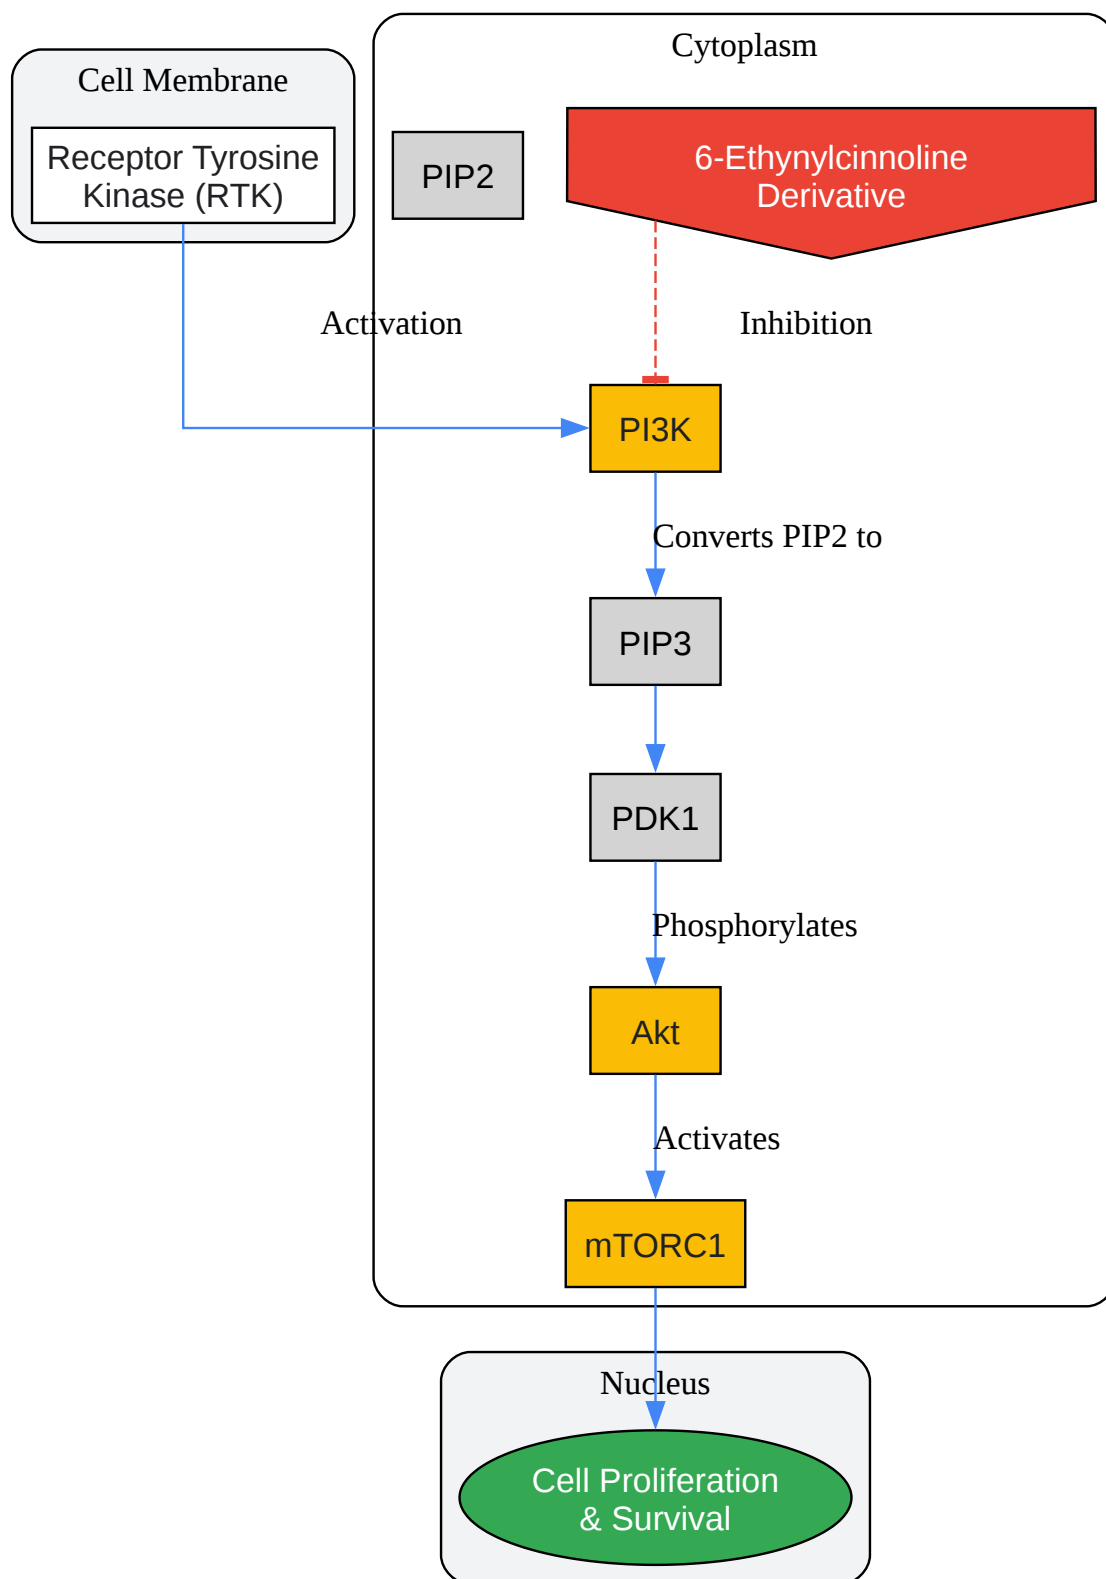 Cytoplasm
Cell Membrane
Receptor Tyrosine
Kinase (RTK)
PIP2
6-Ethynylcinnoline
Derivative
Activation
Inhibition
PI3K
Converts PIP2 to
PIP3
PDK1
Phosphorylates
Akt
Activates
mTORC1
Nucleus
Cell Proliferation
& Survival